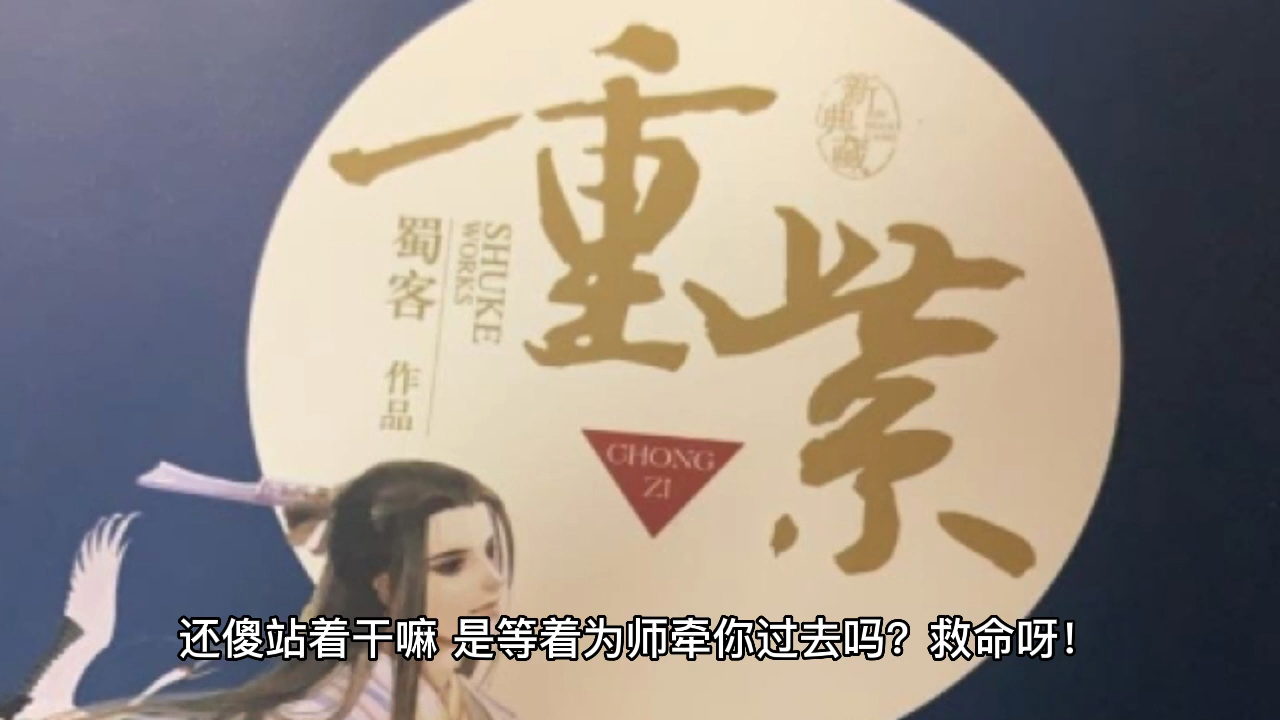 重紫
新
典
藏
蜀客 作品
SHUKE
WORKS
CHONG
ZI
还傻站着干嘛 是等着为师牵你过去吗？救命呀！